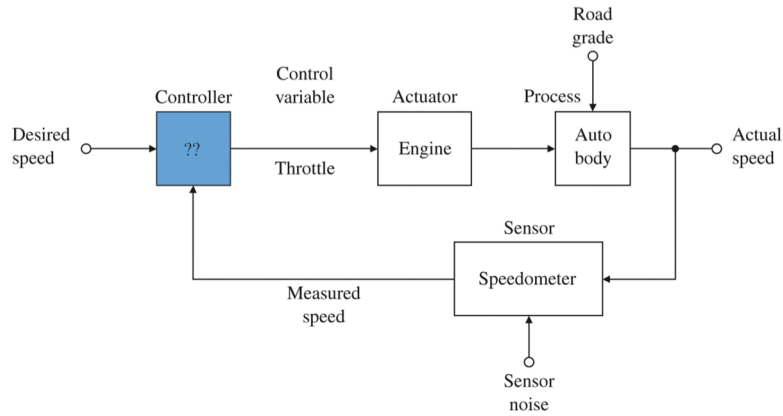 Road
grade
Control
variable
Controller
Actuator
Process
Desired
speed
??
Throttle
Engine
Auto
body
Actual
speed
Sensor
Speedometer
Measured
speed
Sensor
noise